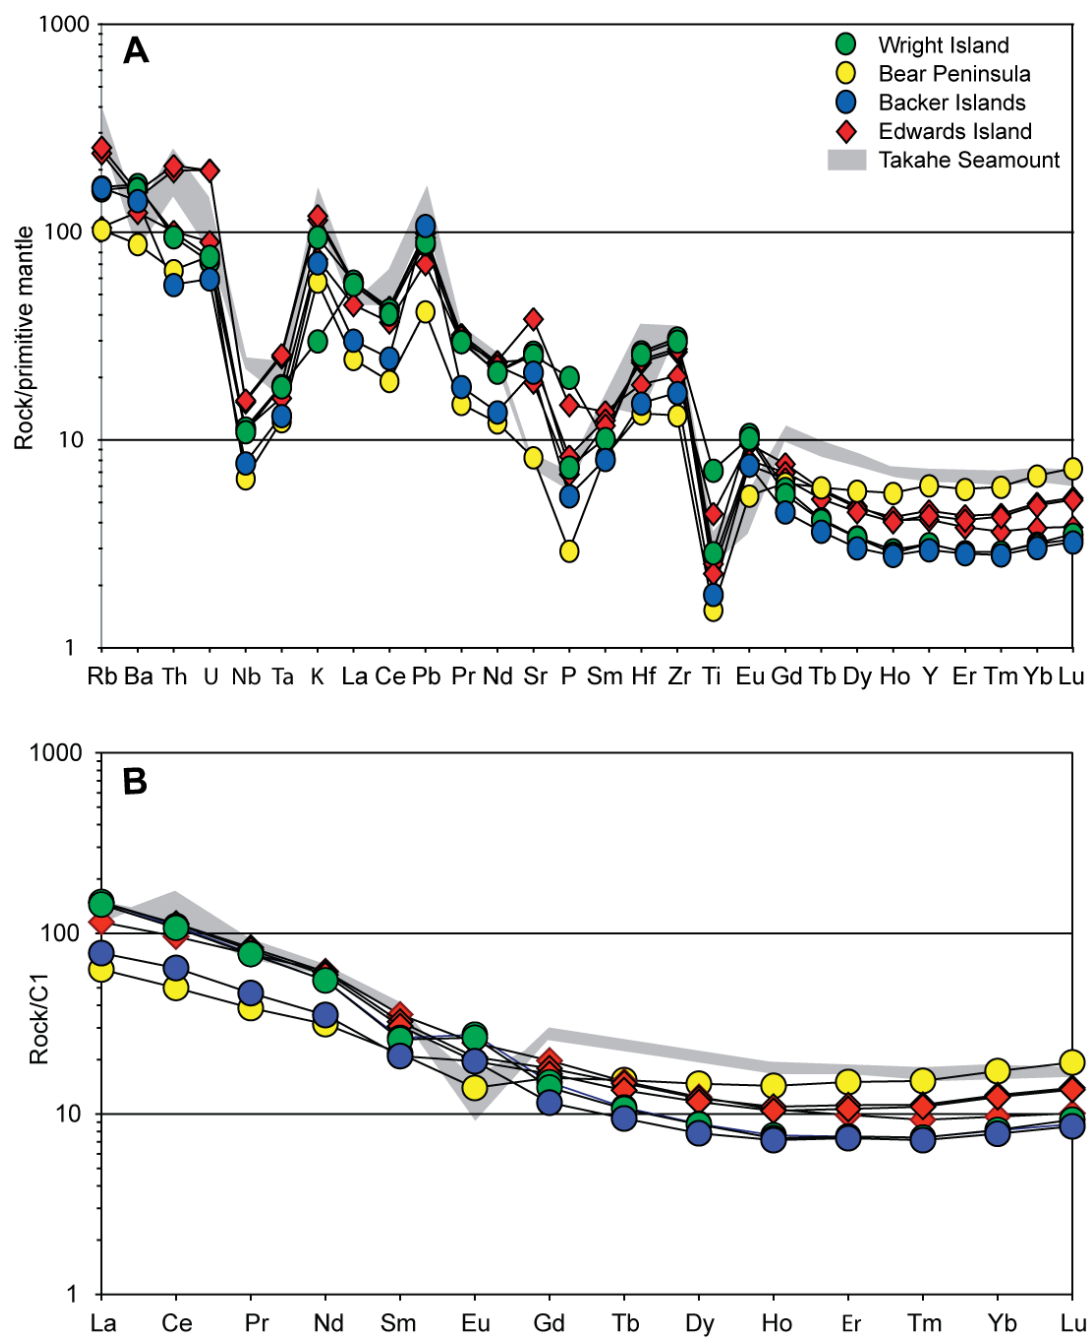 1000
A
Wright Island
Bear Peninsula
Backer Islands
Edwards Island
Takahe Seamount
100
Rock/primitive mantle
10
1
Rb Ba Th U Nb Ta K La Ce Pb Pr Nd Sr P Sm Hf Zr Ti Eu Gd Tb Dy Ho Y Er Tm Yb Lu
1000
B
100
Rock/C1
10
1
La Ce Pr Nd Sm Eu Gd Tb Dy Ho Er Tm Yb Lu